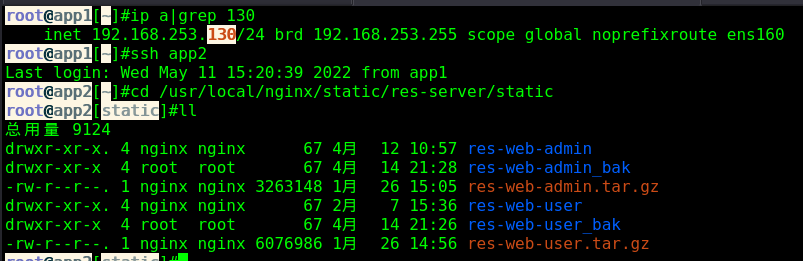 root@app1[~]#ip a|grep 130
    inet 192.168.253.130/24 brd 192.168.253.255 scope global noprefixroute ens160
root@app1[~]#ssh app2
Last login: Wed May 11 15:20:39 2022 from app1
root@app2[~]#cd /usr/local/nginx/static/res-server/static
root@app2[static]#ll
总用量 9124
drwxr-xr-x. 4 nginx nginx      67 4月  12 10:57 res-web-admin
drwxr-xr-x  4 root  root       67 4月  14 21:28 res-web-admin_bak
-rw-r--r--. 1 nginx nginx 3263148 1月  26 15:05 res-web-admin.tar.gz
drwxr-xr-x  4 nginx nginx      67 2月   7 15:36 res-web-user
drwxr-xr-x  4 root  root       67 4月  14 21:26 res-web-user_bak
-rw-r--r--. 1 nginx nginx 6076986 1月  26 14:56 res-web-user.tar.gz
root@app2[static]#